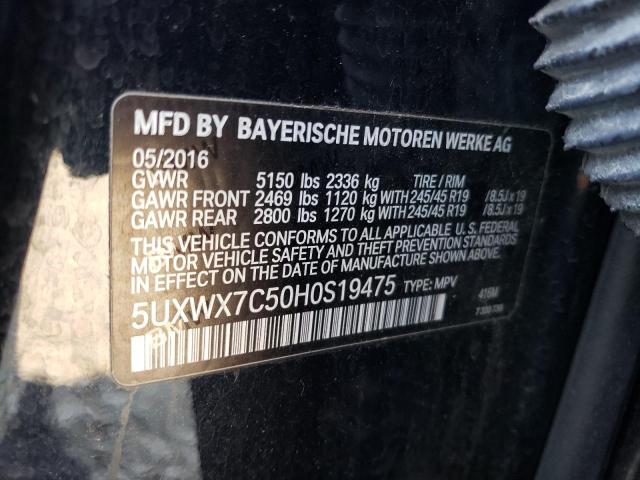 MFD BY BAYERISCHE MOTOREN WERKE AG
05/2016
GVWR 5150 lbs 2336 kg TIRE / RIM
GAWR FRONT 2469 lbs 1120 kg WITH 245/45 R19 / 8.5J x 19
GAWR REAR 2800 lbs 1270 kg WITH 245/45 R19 / 8.5J x 19
THIS VEHICLE CONFORMS TO ALL APPLICABLE U. S. FEDERAL
MOTOR VEHICLE SAFETY AND THEFT PREVENTION STANDARDS
IN EFFECT ON THE DATE OF MANUFACTURE SHOWN ABOVE.
5UXWX7C50H0S19475 TYPE: MPV
416M